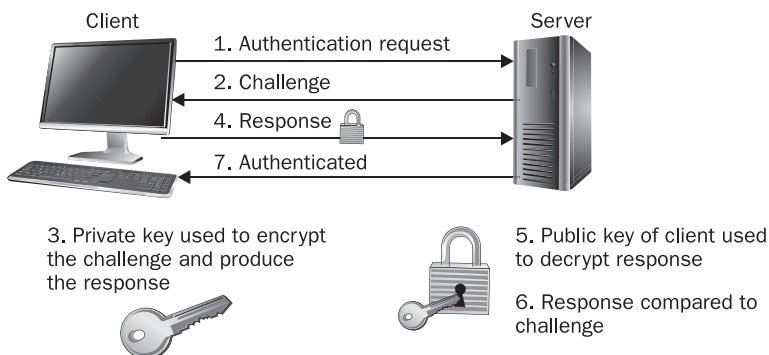 Client
Server
1. Authentication request
2. Challenge
4. Response
7. Authenticated
3. Private key used to encrypt
the challenge and produce
the response
5. Public key of client used
to decrypt response
6. Response compared to
challenge